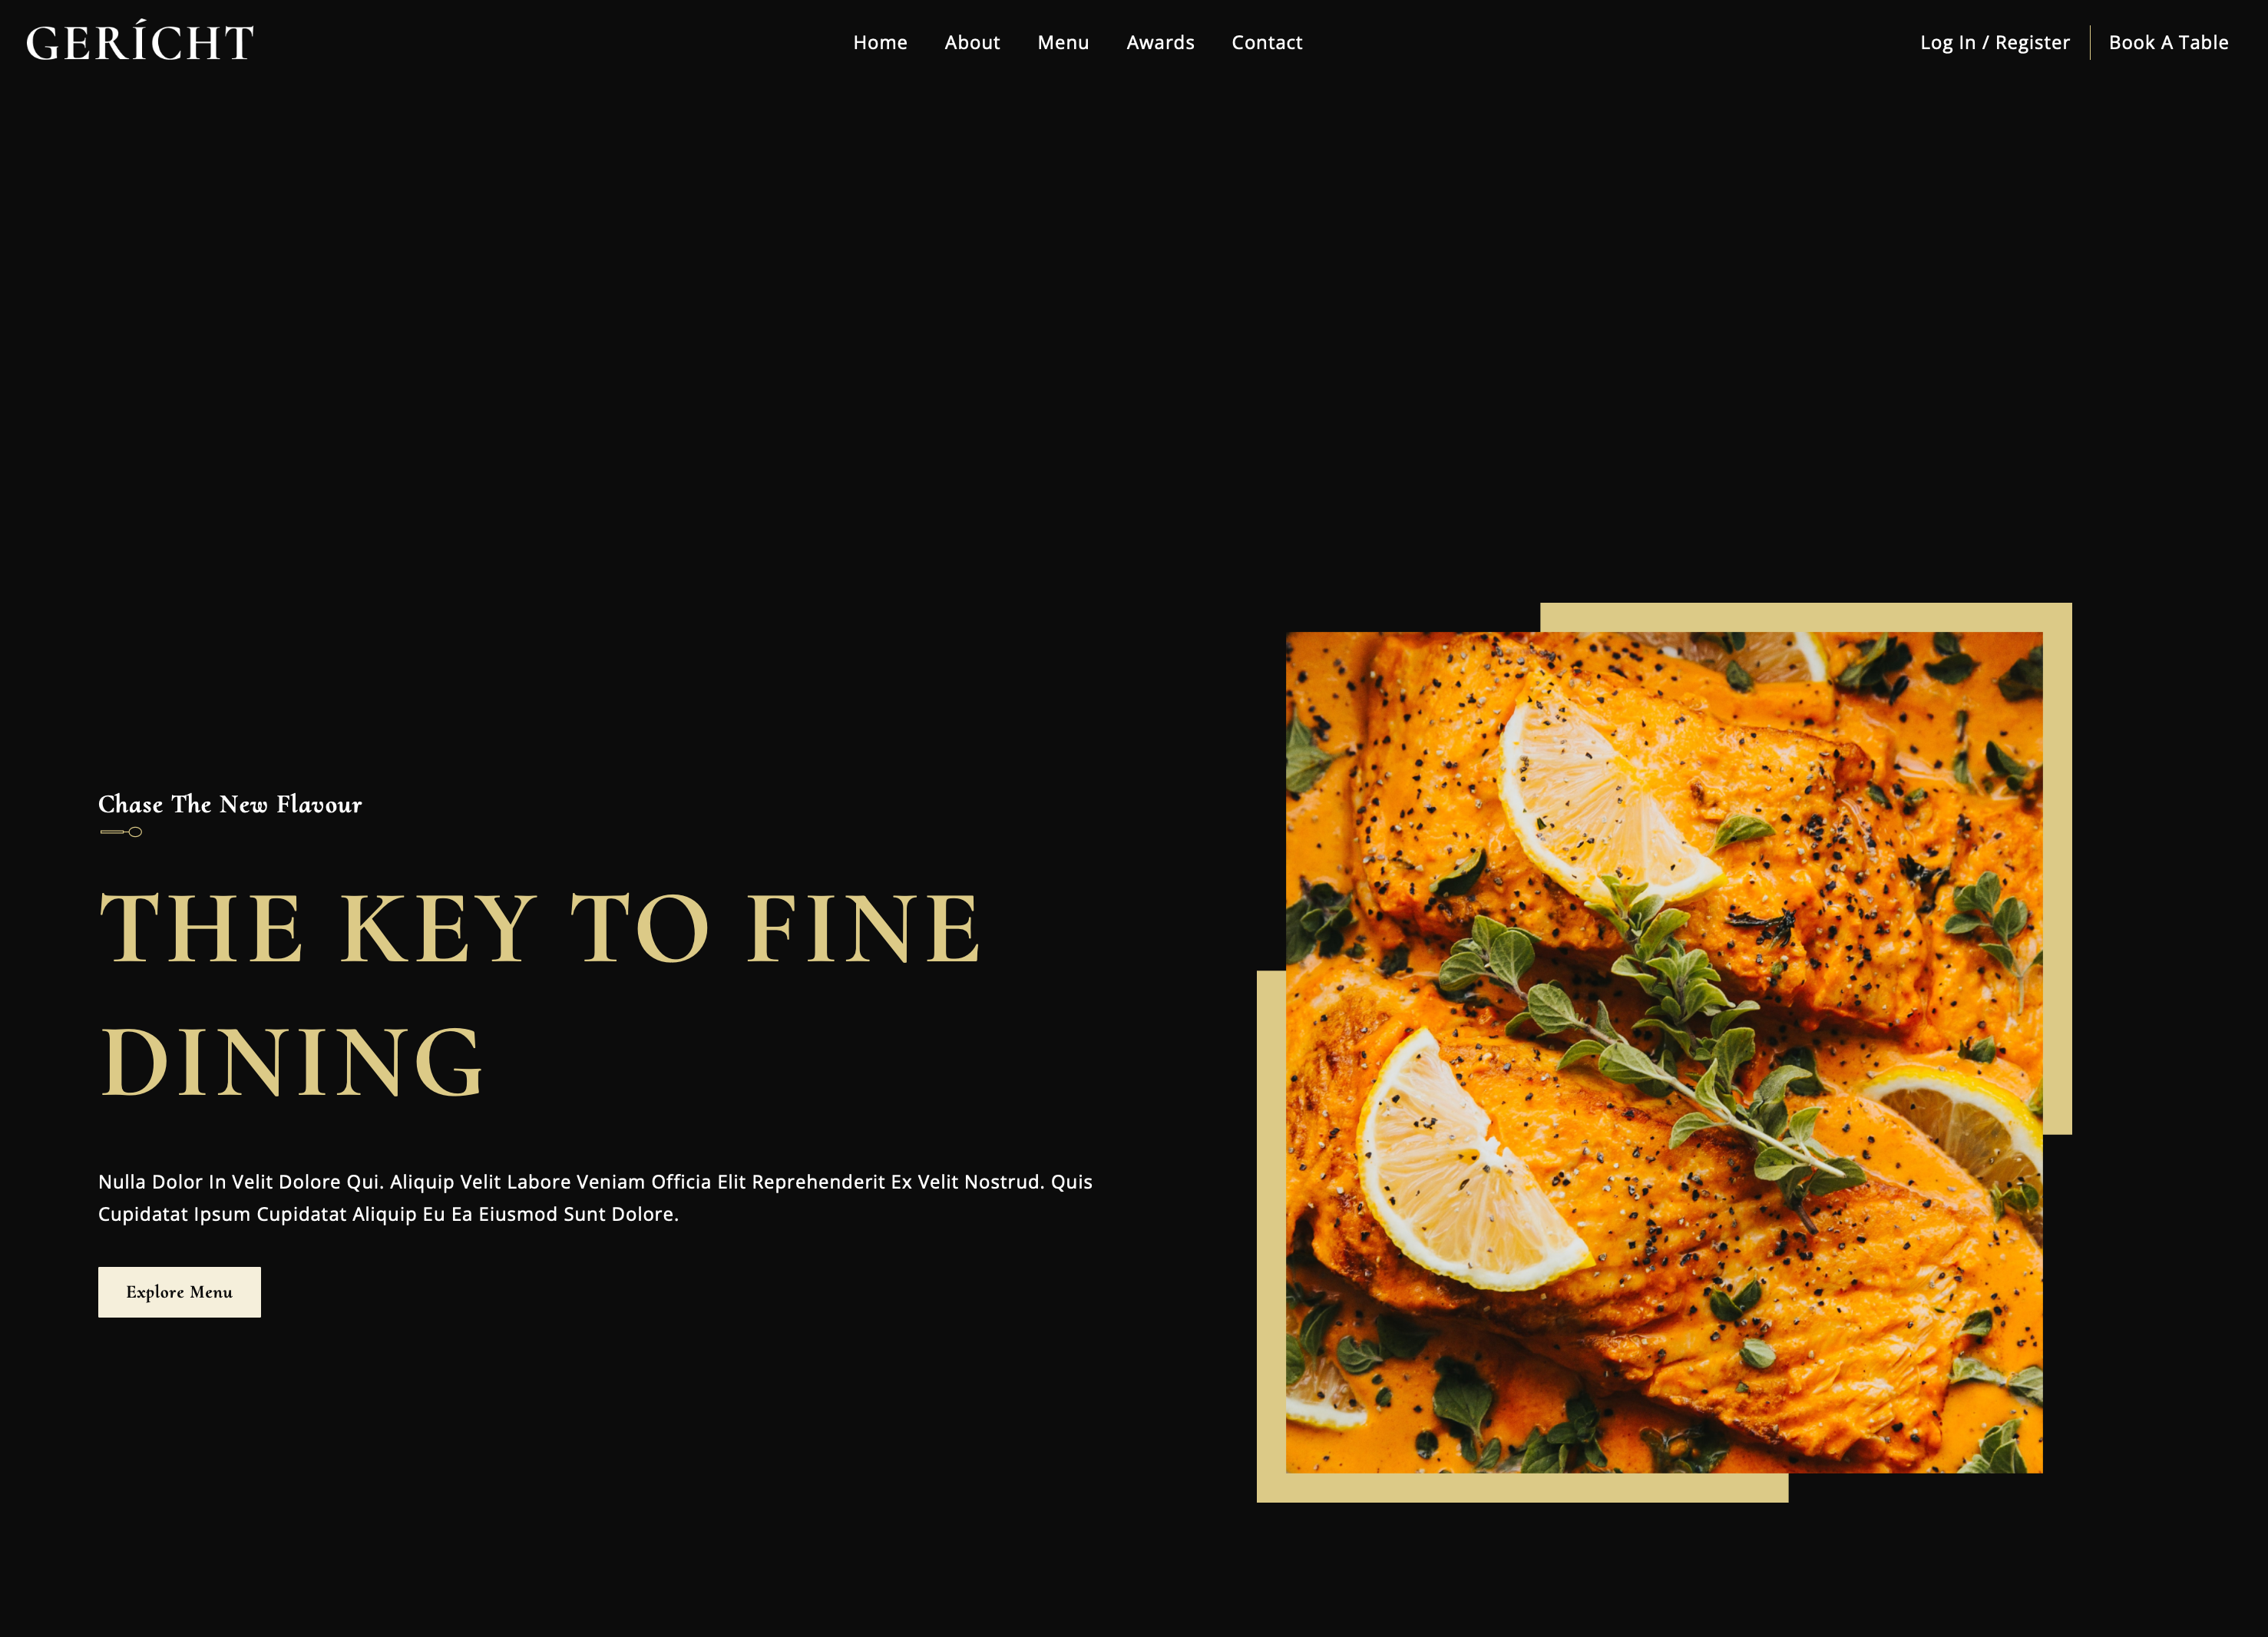 GERÍCHT
Home About Menu Awards Contact
Log In / Register Book A Table
Chase The New Flavour
THE KEY TO FINE
DINING
Nulla Dolor In Velit Dolore Qui. Aliquip Velit Labore Veniam Officia Elit Reprehenderit Ex Velit Nostrud. Quis
Cupidatat Ipsum Cupidatat Aliquip Eu Ea Eiusmod Sunt Dolore.
Explore Menu